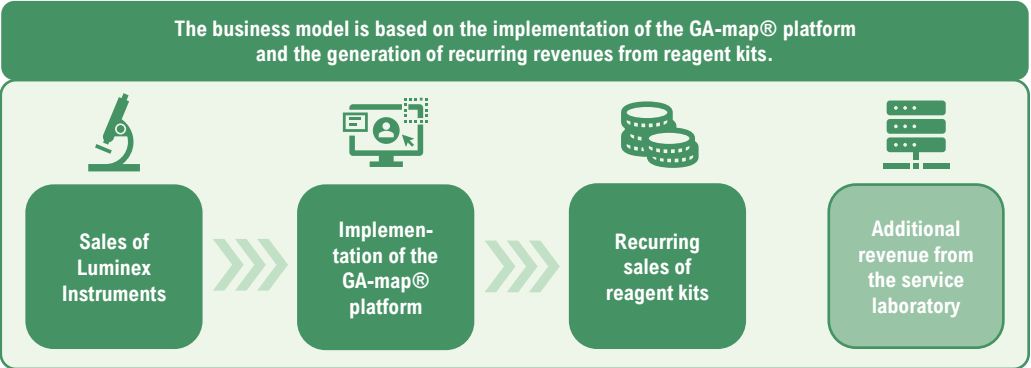 The business model is based on the implementation of the GA-map® platform
and the generation of recurring revenues from reagent kits.
Sales of
Luminex
Instruments
Implemen-
tation of the
GA-map®
platform
Recurring
sales of
reagent kits
Additional
revenue from
the service
laboratory